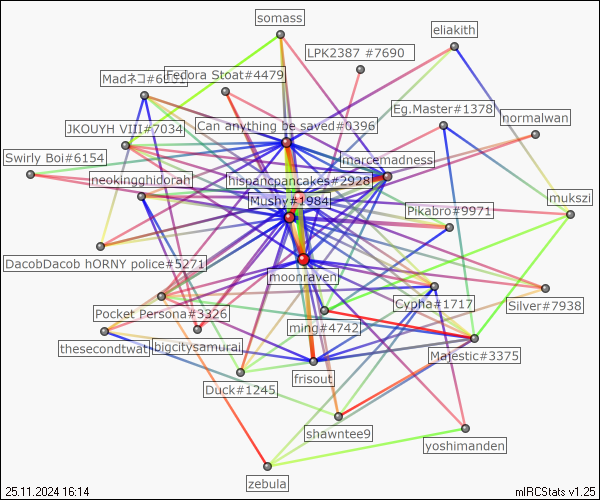 somass
eliakith
LPK2387 #7690
Fedora Stoat#4479
Madネコ
Eg.Master#1378
normalwan
JKOUYH VIII#7034
Can anything be saved#0396
Swirly Boi#6154
marcemadness
neokingghidorah
hispancpancakes#2928
Mushy#1984
mukszi
Pikabro#9971
DacobDacob hORNY police#5271
moonraven
Cypha#1717
Silver#7938
Pocket Persona#3326
ming#4742
thesecondtwat
bigcitysamurai
Majestic#3375
frisout
Duck#1245
shawntee9
yoshimanden
zebula
25.11.2024 16:14
mIRCStats v1.25